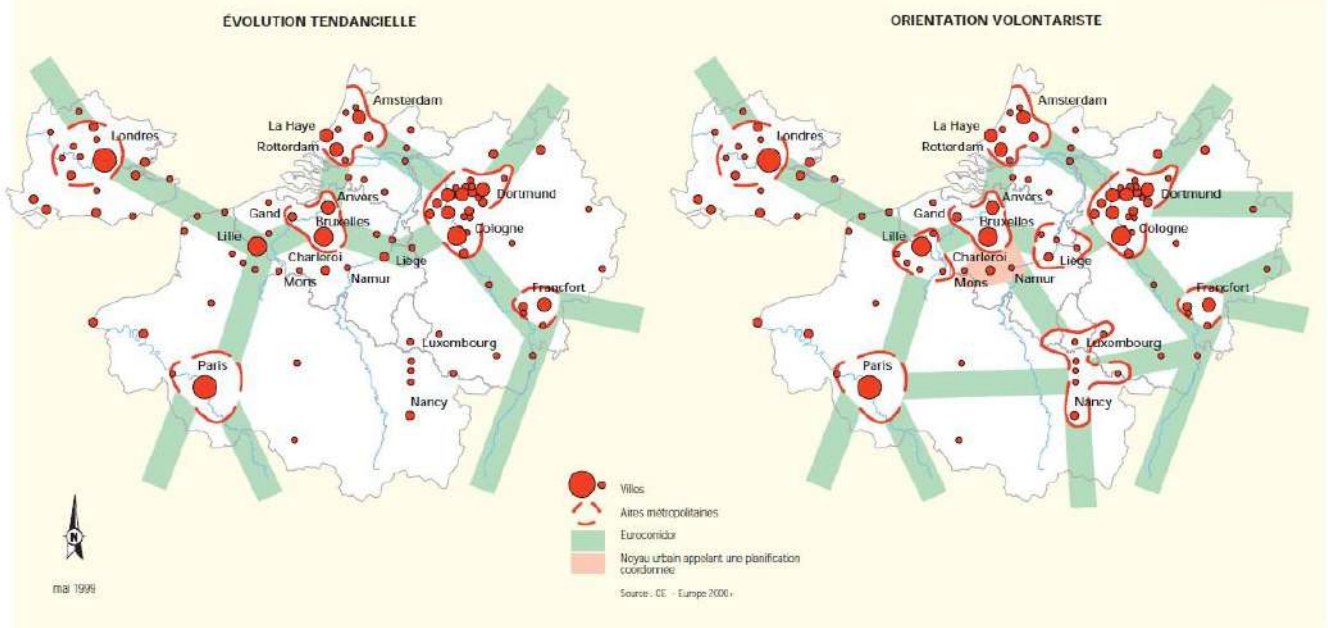 ÉVOLUTION TENDANCIELLE
Londres
Amsterdam
La Haye
Rotterdam
Anvers
Gand
Bruxelles
Dortmund
Lille
Cologne
Charleroi
Liège
Mons
Namur
Francfort
Luxembourg
Paris
Nancy
ORIENTATION VOLONTARISTE
Londres
Amsterdam
La Haye
Rotterdam
Anvers
Gand
Bruxelles
Dortmund
Lille
Cologne
Charleroi
Liège
Mons
Namur
Francfort
Luxembourg
Paris
Nancy
N
mai 1999
Villes
Aires métropolitaines
Eurocorridor
Noyau urbain appelant une planification
coordonnée
Source : CE - Europe 2000+